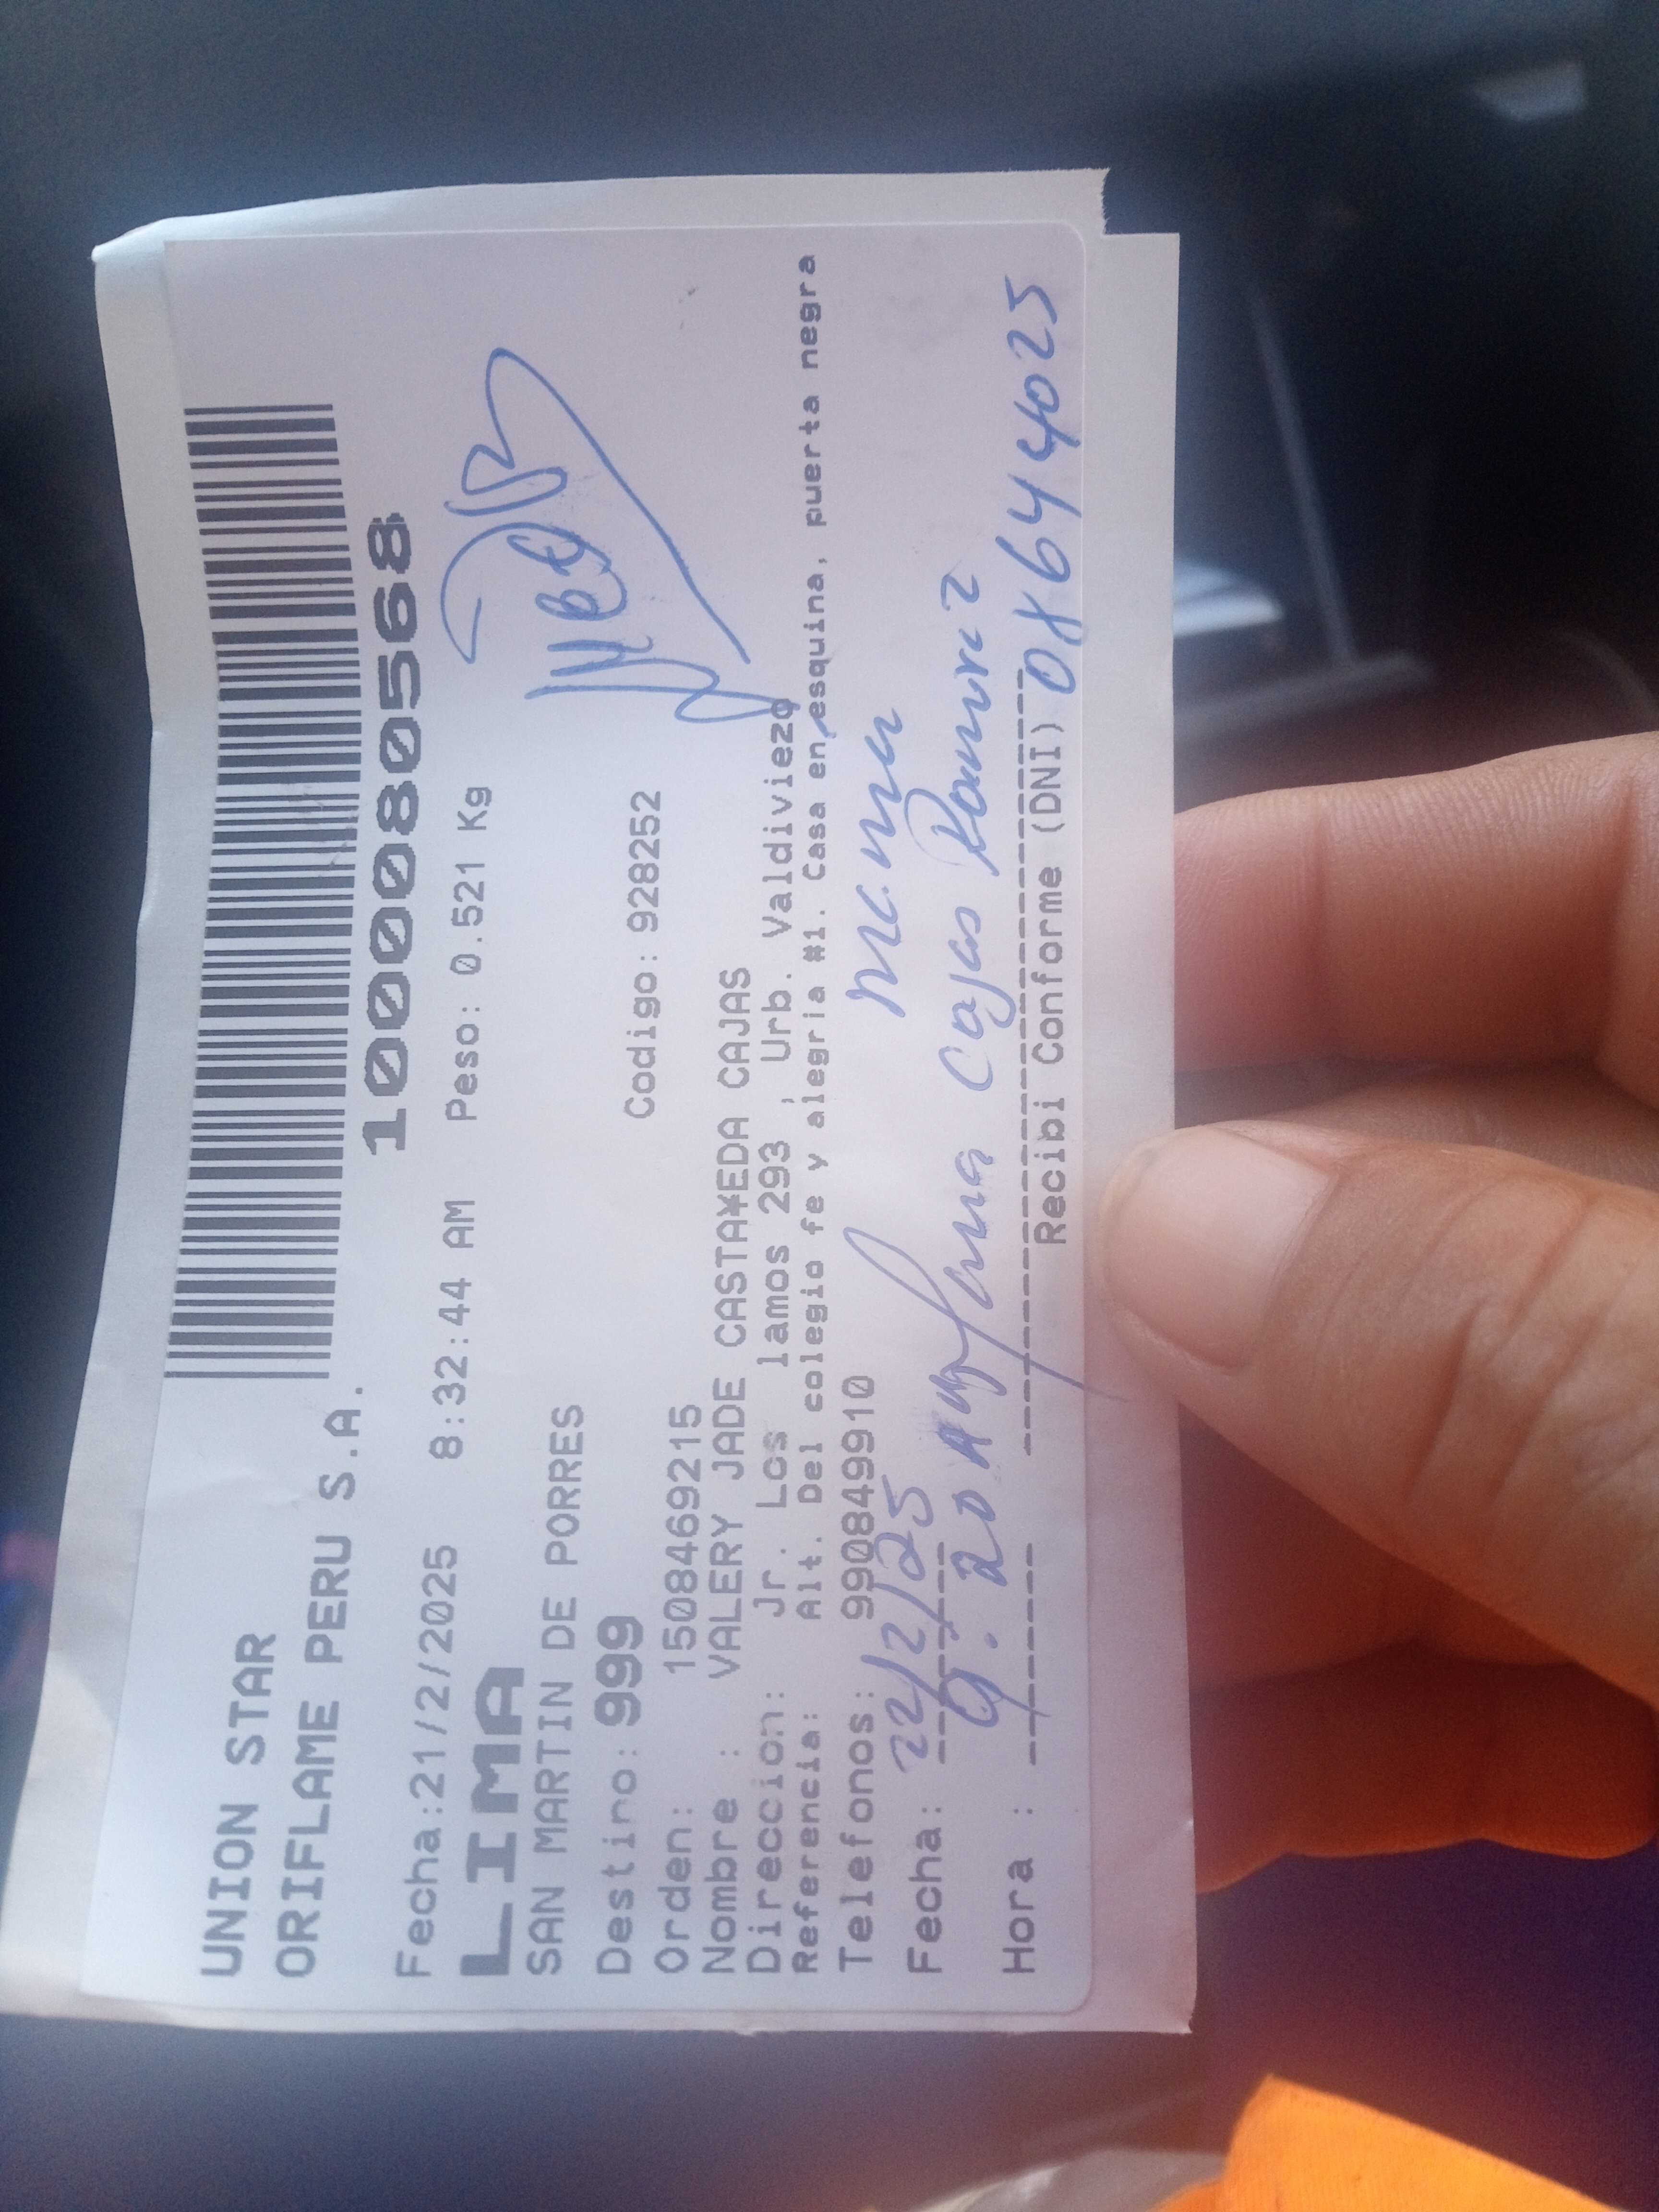 UNION STAR
ORIFLAME PERU S.A.
1000080568
Fecha:21/2/2025 8:32:44 AM Peso: 0.521 Kg
LIMA
SAN MARTIN DE PORRES
Destino: 999
Orden: 1508469215 Codigo: 928252
Nombre : VALERY JADE CASTA¥EDA CAJAS
Direccion: Jr. Los lamos 293 , Urb. Valdiviezo
Referencia: Alt. Del colegio fe y alegria #1. Casa en esquina, puerta negra
Telefonos: 990849910
Fecha: 22/2/25
Hora : 9:20 AM Cajas Ramirez
Recibi Conforme (DNI) 08644025